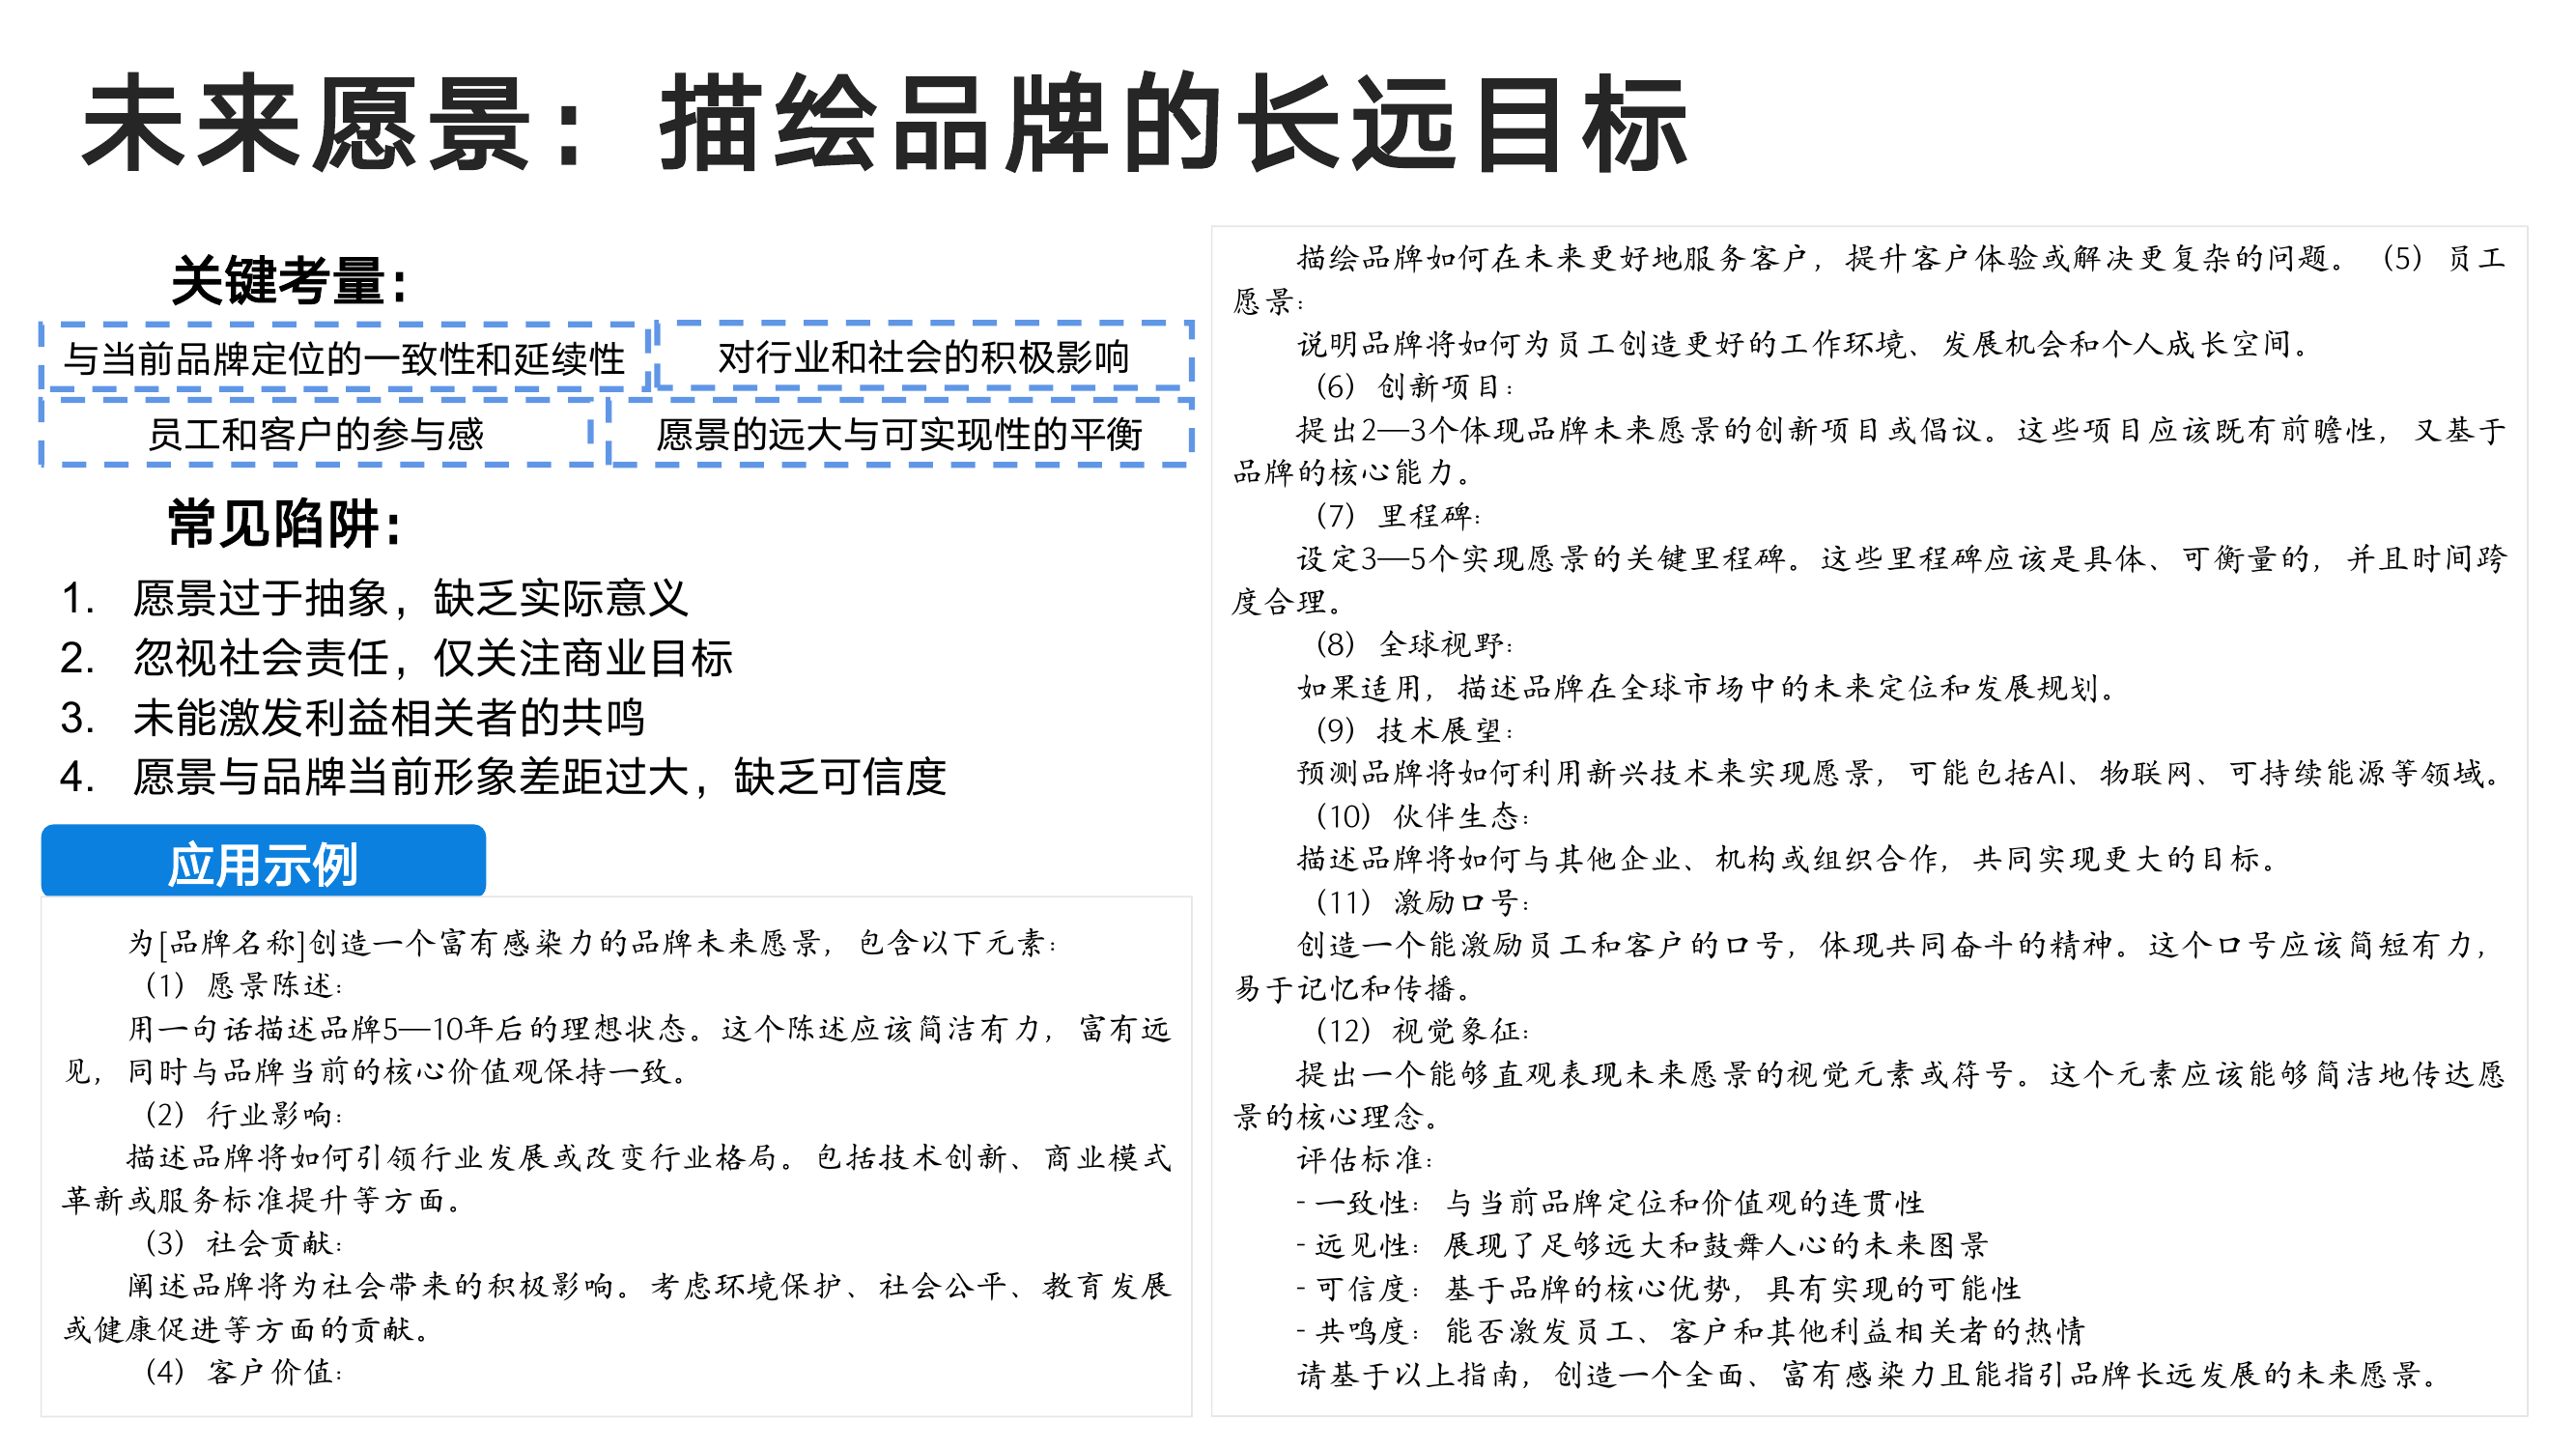 未来愿景：描绘品牌的长远目标
关键考量：
与当前品牌定位的一致性和延续性
对行业和社会的积极影响
员工和客户的参与感
愿景的远大与可实现性的平衡
常见陷阱：
1. 愿景过于抽象，缺乏实际意义
2. 忽视社会责任，仅关注商业目标
3. 未能激发利益相关者的共鸣
4. 愿景与品牌当前形象差距过大，缺乏可信度
应用示例
为[品牌名称]创造一个富有感染力的品牌未来愿景，包含以下元素：
（1）愿景陈述：
用一句话描述品牌5—10年后的理想状态。这个陈述应该简洁有力，富有远
见，同时与品牌当前的核心价值观保持一致。
（2）行业影响：
描述品牌将如何引领行业发展或改变行业格局。包括技术创新、商业模式
革新或服务标准提升等方面。
（3）社会贡献：
阐述品牌将为社会带来的积极影响。考虑环境保护、社会公平、教育发展
或健康促进等方面的贡献。
（4）客户价值：
描绘品牌如何在未来更好地服务客户，提升客户体验或解决更复杂的问题。（5）员工
愿景：
说明品牌将如何为员工创造更好的工作环境、发展机会和个人成长空间。
（6）创新项目：
提出2—3个体现品牌未来愿景的创新项目或倡议。这些项目应该既有前瞻性，又基于
品牌的核心能力。
（7）里程碑：
设定3—5个实现愿景的关键里程碑。这些里程碑应该是具体、可衡量的，并且时间跨
度合理。
（8）全球视野：
如果适用，描述品牌在全球市场中的未来定位和发展规划。
（9）技术展望：
预测品牌将如何利用新兴技术来实现愿景，可能包括AI、物联网、可持续能源等领域。
（10）伙伴生态：
描述品牌将如何与其他企业、机构或组织合作，共同实现更大的目标。
（11）激励口号：
创造一个能激励员工和客户的口号，体现共同奋斗的精神。这个口号应该简短有力，
易于记忆和传播。
（12）视觉象征：
提出一个能够直观表现未来愿景的视觉元素或符号。这个元素应该能够简洁地传达愿
景的核心理念。
评估标准：
- 一致性：与当前品牌定位和价值观的连贯性
- 远见性：展现了足够远大和鼓舞人心的未来图景
- 可信度：基于品牌的核心优势，具有实现的可能性
- 共鸣度：能否激发员工、客户和其他利益相关者的热情
请基于以上指南，创造一个全面、富有感染力且能指引品牌长远发展的未来愿景。